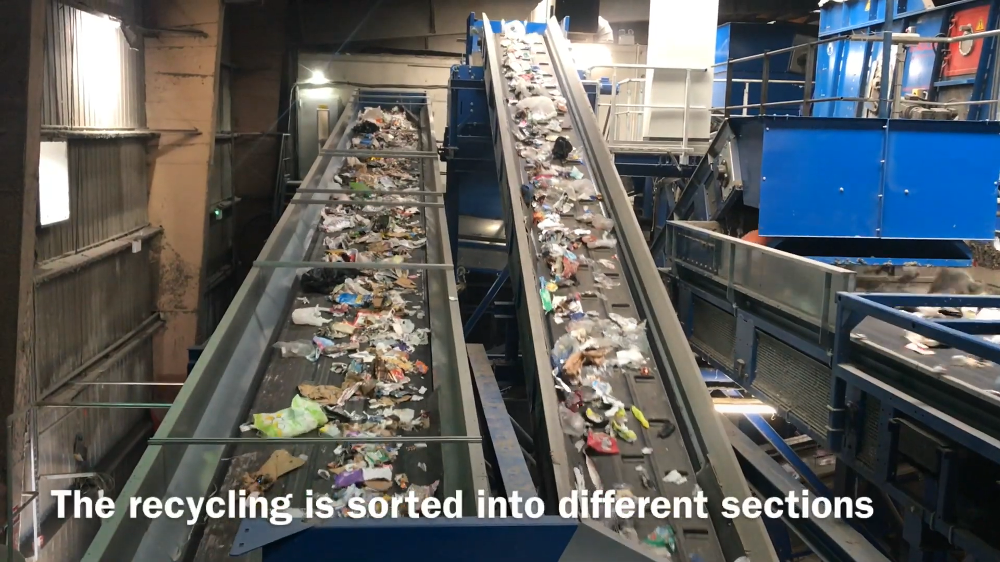 The recycling is sorted into different sections